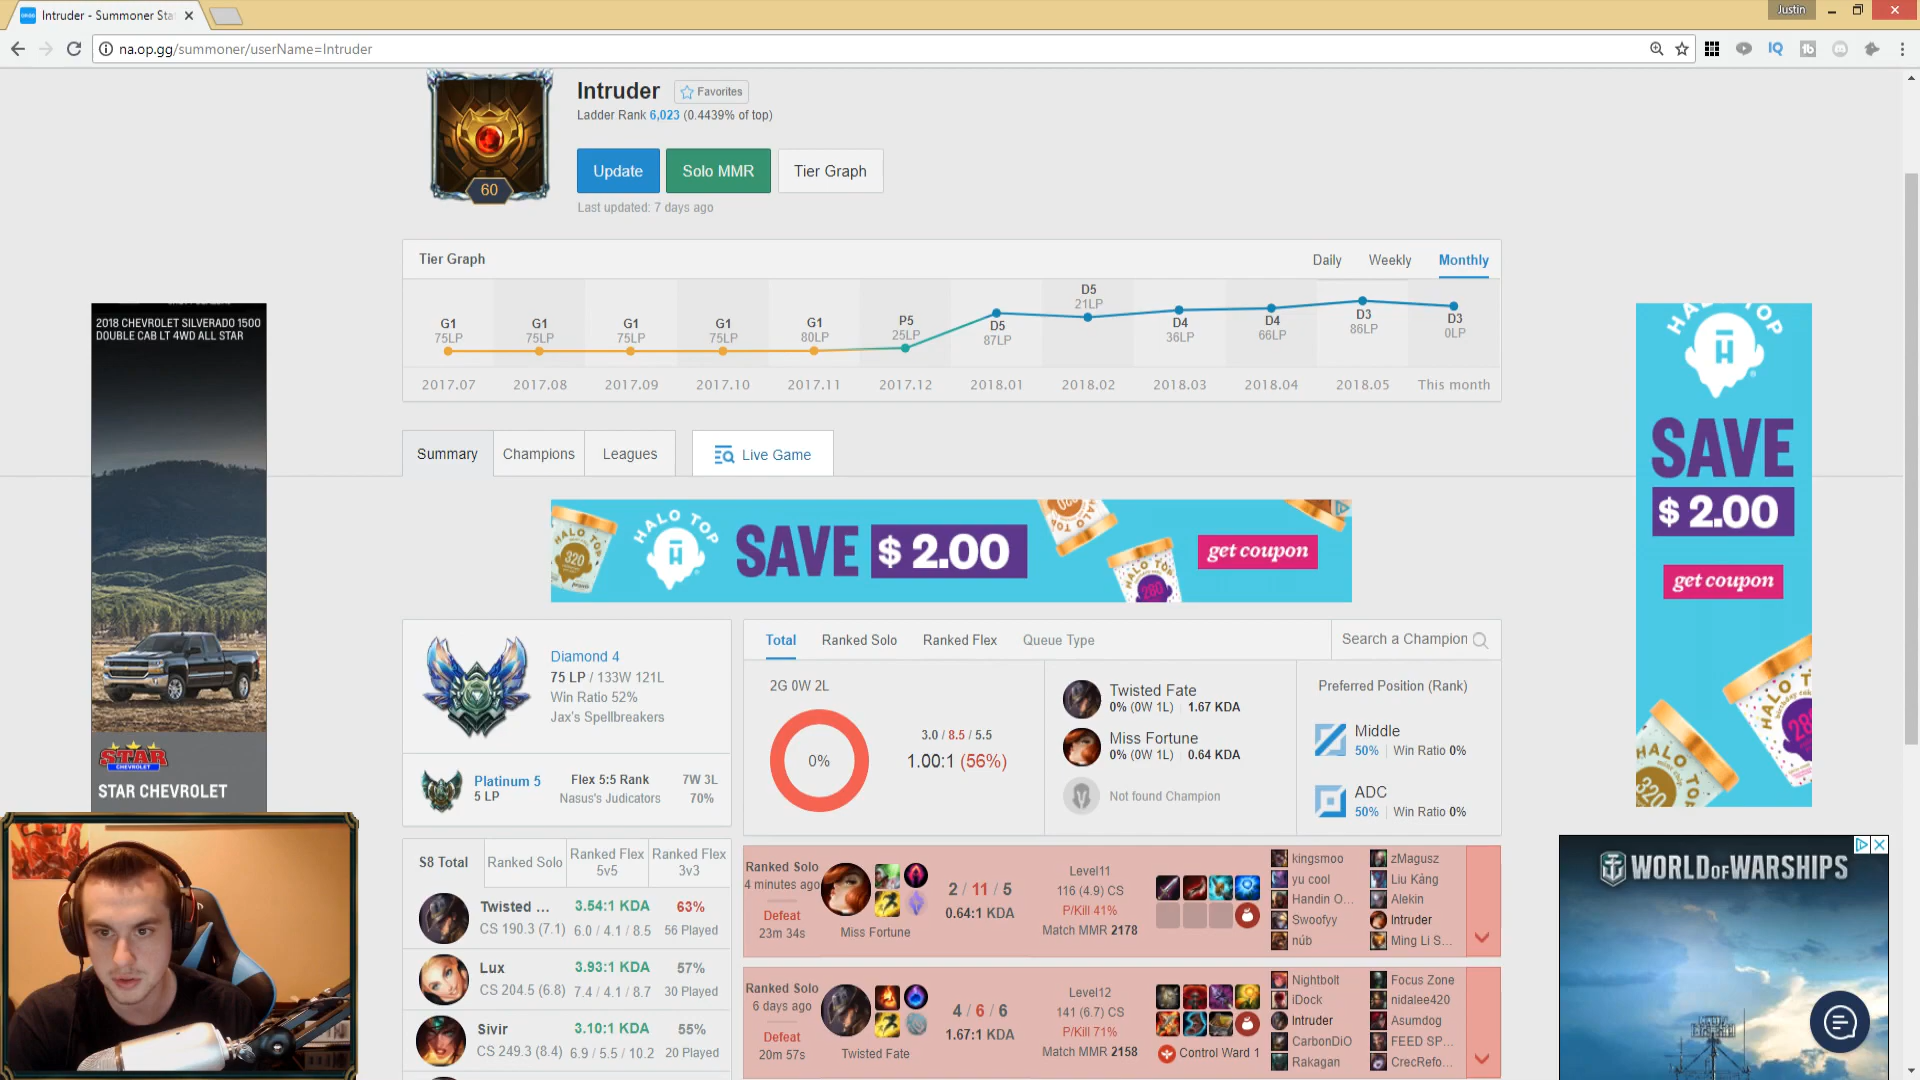 Intruder - Summoner Sta
Justin
na.op.gg/summoner/userName=Intruder
60
Intruder
Favorites
Ladder Rank 6,023 (0.4439% of top)
Update
Solo MMR
Tier Graph
Last updated: 7 days ago
Tier Graph
Daily
Weekly
Monthly
G1
75LP
G1
75LP
G1
75LP
G1
75LP
G1
80LP
P5
25LP
D5
87LP
D5
21LP
D4
36LP
D4
66LP
D3
86LP
D3
0LP
2017.07
2017.08
2017.09
2017.10
2017.11
2017.12
2018.01
2018.02
2018.03
2018.04
2018.05
This month
Summary
Champions
Leagues
Live Game
2018 CHEVROLET SILVERADO 1500
DOUBLE CAB LT 4WD ALL STAR
STAR
CHEVROLET
STAR CHEVROLET
HALO TOP
SAVE
$ 2.00
get coupon
320
HALO TOP
280
HALO TOP
SAVE
$ 2.00
get coupon
HALO TOP
320
Diamond 4
75 LP / 133W 121L
Win Ratio 52%
Jax's Spellbreakers
Platinum 5
5 LP
Flex 5:5 Rank
Nasus's Judicators
7W 3L
70%
S8 Total
Ranked Solo
Ranked Flex 5v5
Ranked Flex 3v3
Twisted ...
CS 190.3 (7.1)
3.54:1 KDA
6.0 / 4.1 / 8.5
63%
56 Played
Lux
CS 204.5 (6.8)
3.93:1 KDA
7.4 / 4.1 / 8.7
57%
30 Played
Sivir
CS 249.3 (8.4)
3.10:1 KDA
6.9 / 5.5 / 10.2
55%
20 Played
Total
Ranked Solo
Ranked Flex
Queue Type
Search a Champion
2G 0W 2L
0%
3.0 / 8.5 / 5.5
1.00:1 (56%)
Twisted Fate
0% (0W 1L) 1.67 KDA
Miss Fortune
0% (0W 1L) 0.64 KDA
Not found Champion
Preferred Position (Rank)
Middle
50% Win Ratio 0%
ADC
50% Win Ratio 0%
Ranked Solo
4 minutes ago
Defeat
23m 34s
Miss Fortune
2 / 11 / 5
0.64:1 KDA
Level11
116 (4.9) CS
P/Kill 41%
Match MMR 2178
kingsmoo
yu cool
Handin O...
Swoofyy
núb
zMagusz
Liu Kâng
Alekin
Intruder
Ming Li S...
Ranked Solo
6 days ago
Defeat
20m 57s
Twisted Fate
4 / 6 / 6
1.67:1 KDA
Level12
141 (6.7) CS
P/Kill 71%
Match MMR 2158
Control Ward 1
Nightbolt
iDock
Intruder
CarbonDiO
Rakagan
Focus Zone
nidalee420
Asumdog
FEED SP...
CrecRefo...
WORLD OF WARSHIPS